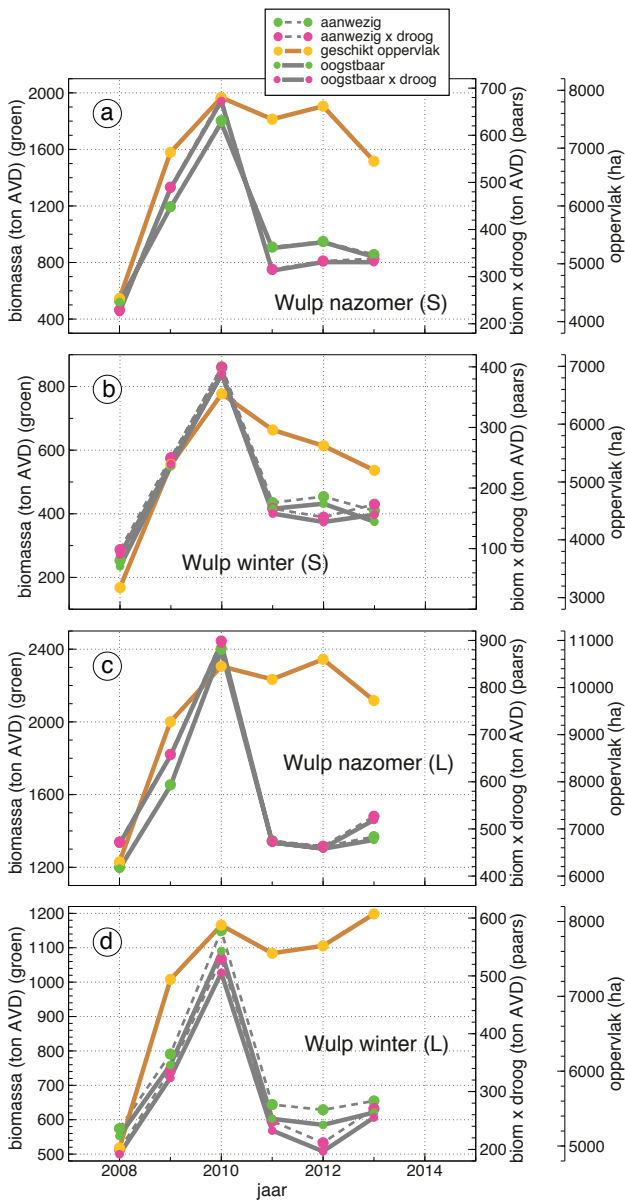 aanwezig
aanwezig x droog
geschikt oppervlak
oogstbaar
oogstbaar x droog
a
biomassa (ton AVD) (groen)
2000
1600
1200
800
400
Wulp nazomer (S)
700
600
500
400
300
200
biom x droog (ton AVD) (paars)
8000
7000
6000
5000
4000
oppervlak (ha)
b
biomassa (ton AVD) (groen)
800
600
400
200
Wulp winter (S)
400
300
200
100
biom x droog (ton AVD) (paars)
7000
6000
5000
4000
3000
oppervlak (ha)
c
biomassa (ton AVD) (groen)
2400
2000
1600
1200
Wulp nazomer (L)
900
800
700
600
500
400
biom x droog (ton AVD) (paars)
11000
10000
9000
8000
7000
6000
oppervlak (ha)
d
biomassa (ton AVD) (groen)
1200
1100
1000
900
800
700
600
500
Wulp winter (L)
600
500
400
300
200
biom x droog (ton AVD) (paars)
8000
7000
6000
5000
oppervlak (ha)
2008 2010 2012 2014
jaar